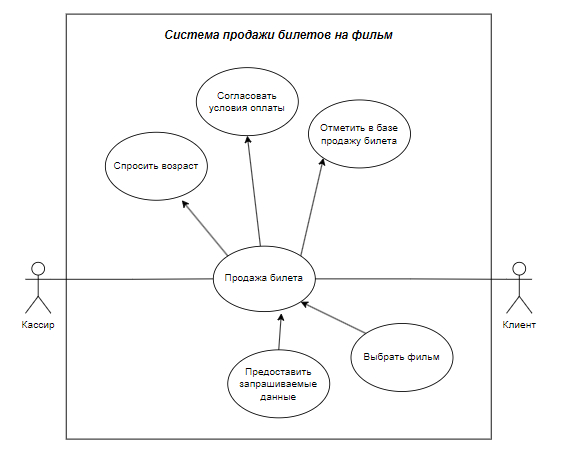 Система продажи билетов на фильм
Согласовать
условия оплаты
Отметить в базе
продажу билета
Спросить возраст
Продажа билета
Кассир
Клиент
Выбрать фильм
Предоставить
запрашиваемые
данные